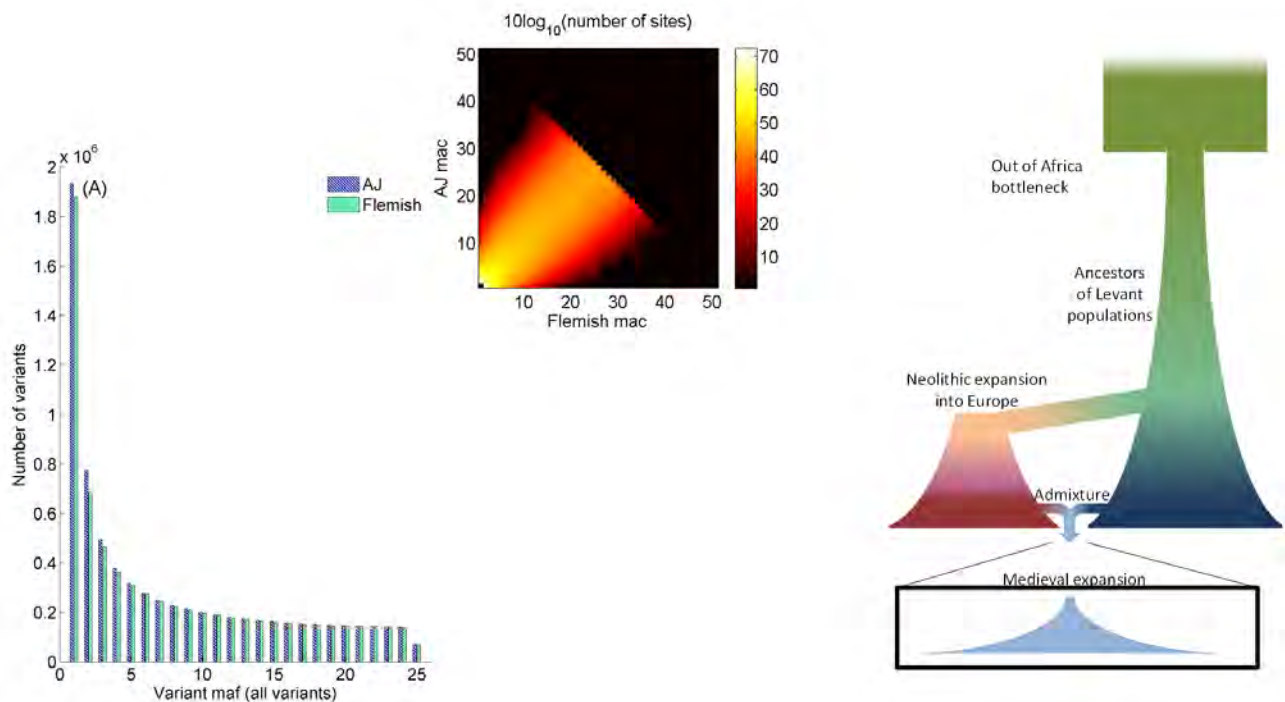 x 10⁶
2
1.8
1.6
1.4
1.2
1
0.8
0.6
0.4
0.2
0
Number of variants
(A)
AJ
Flemish
0 5 10 15 20 25
Variant maf (all variants)
10log₁₀(number of sites)
50
40
30
20
10
AJ mac
10 20 30 40 50
Flemish mac
70
60
50
40
30
20
10
Out of Africa
bottleneck
Ancestors
of Levant
populations
Neolithic expansion
into Europe
Admixture
Medieval expansion